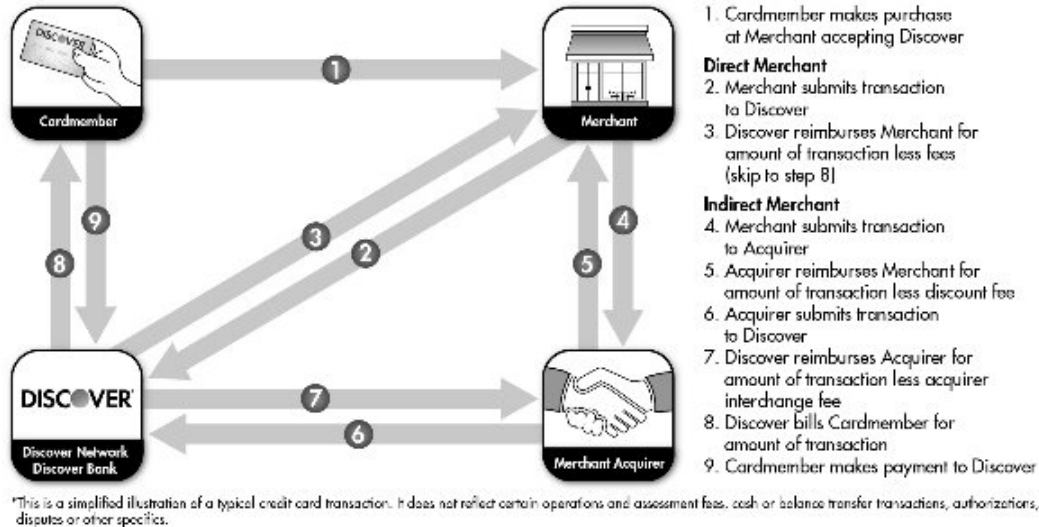 DISCOVER
Cardmember
1
Merchant
9
8
3
2
4
5
DISCOVER
Discover Network
Discover Bank
7
6
Merchant Acquirer
1. Cardmember makes purchase
at Merchant accepting Discover
Direct Merchant
2. Merchant submits transaction
to Discover
3. Discover reimburses Merchant for
amount of transaction less fees
(skip to step 8)
Indirect Merchant
4. Merchant submits transaction
to Acquirer
5. Acquirer reimburses Merchant for
amount of transaction less discount fee
6. Acquirer submits transaction
to Discover
7. Discover reimburses Acquirer for
amount of transaction less acquirer
interchange fee
8. Discover bills Cardmember for
amount of transaction
9. Cardmember makes payment to Discover
*This is a simplified illustration of a typical credit card transaction. It does not reflect certain operations and assessment fees, cash or balance transfer transactions, authorizations,
disputes or other specifics.